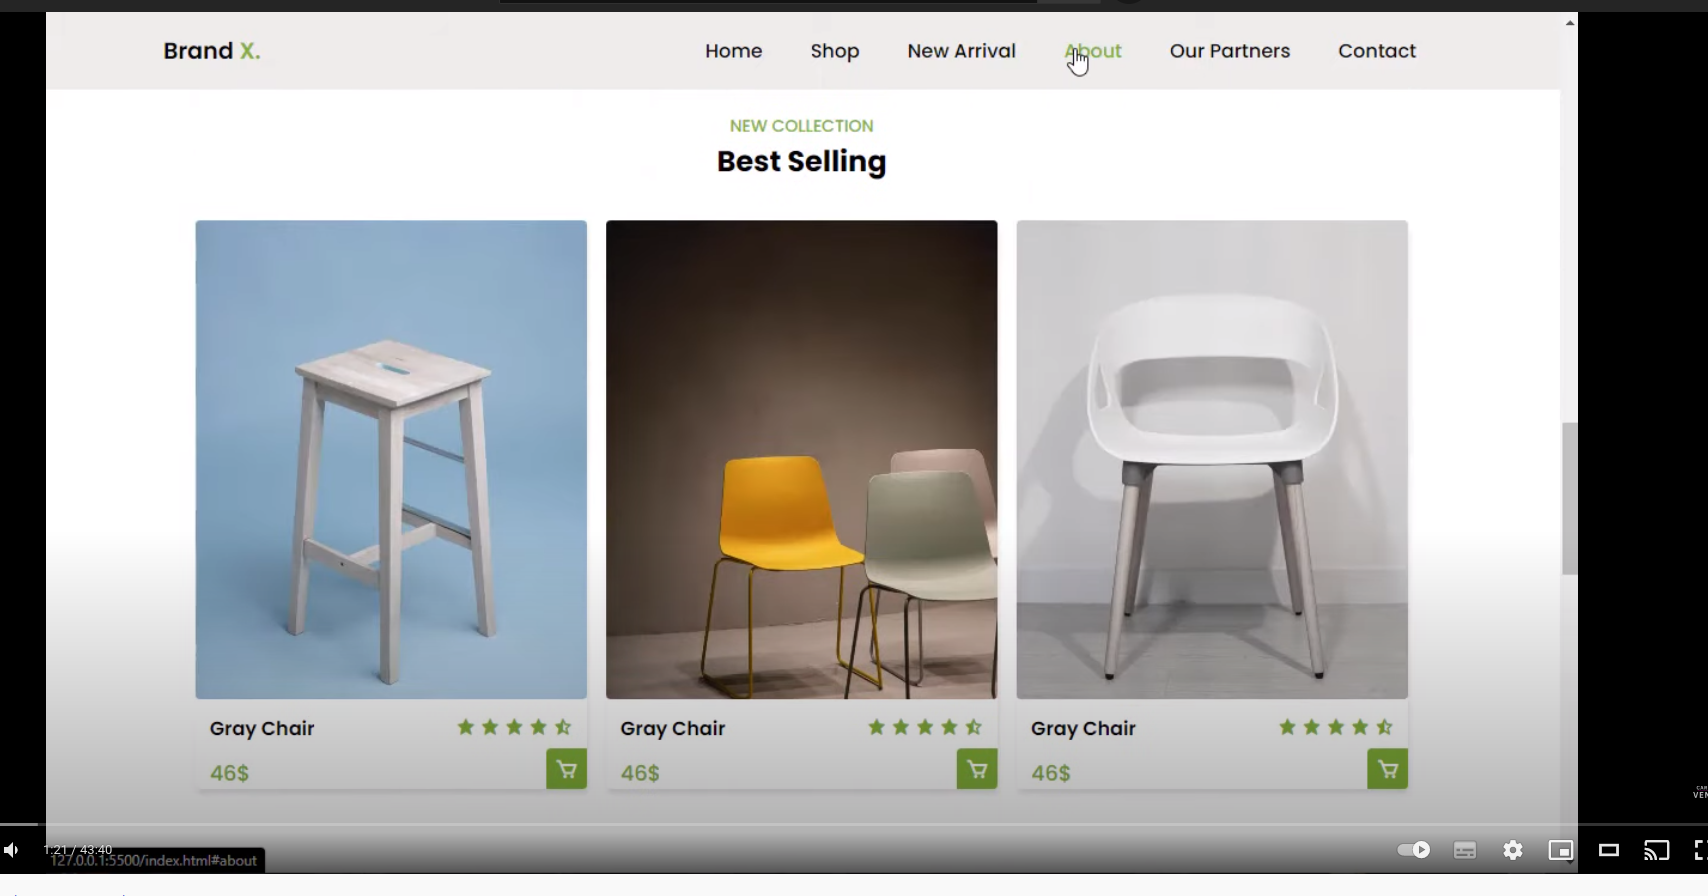 Brand X.
Home Shop New Arrival About Our Partners Contact
NEW COLLECTION
Best Selling
Gray Chair
46$
Gray Chair
46$
Gray Chair
46$
1:21 / 43:40
127.0.0.1:5500/index.html#about